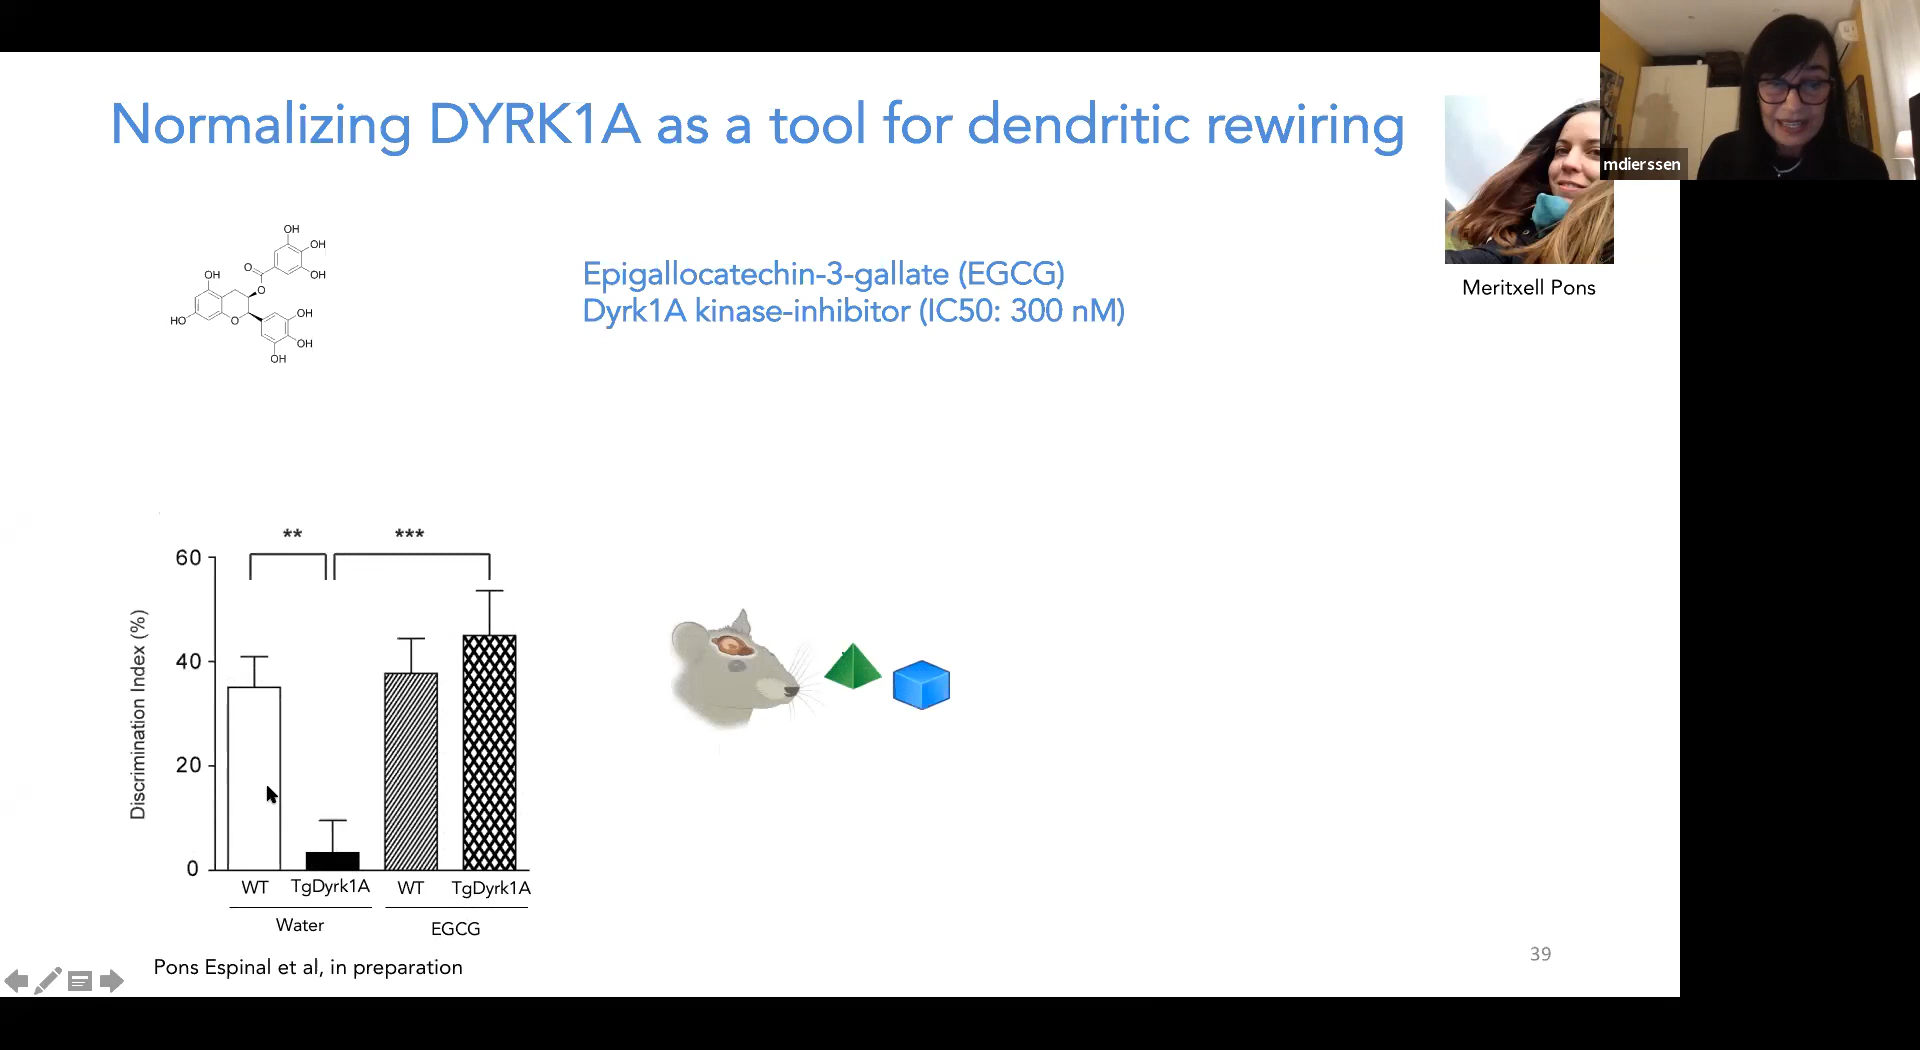 Normalizing DYRK1A as a tool for dendritic rewiring
mdierssen
Meritxell Pons
OH
OH
OH
O
O
OH
HO
O
OH
OH
OH
Epigallocatechin-3-gallate (EGCG)
Dyrk1A kinase-inhibitor (IC50: 300 nM)
** ***
60
40
20
0
Discrimination Index (%)
WT TgDyrk1A WT TgDyrk1A
Water EGCG
Pons Espinal et al, in preparation
39